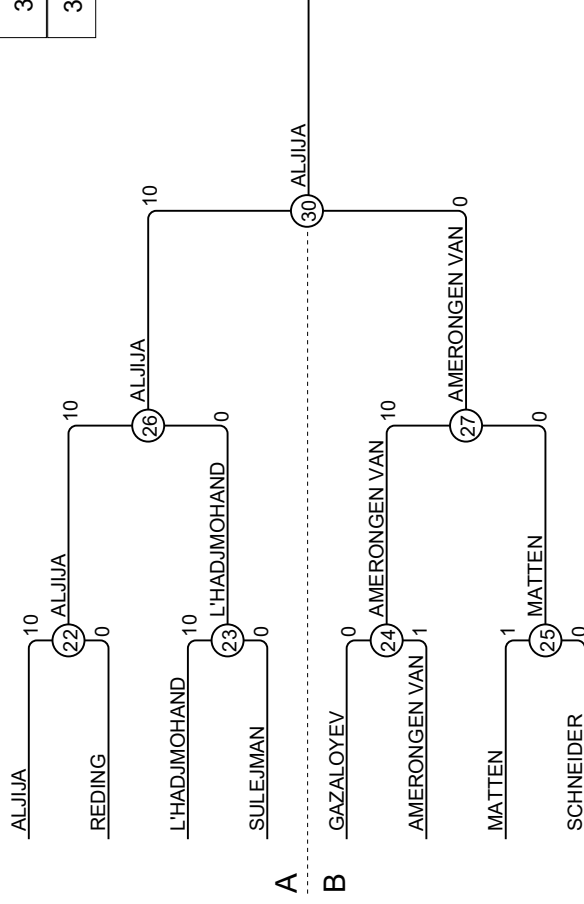 A
B
ALJIJA
REDING
L'HADJMOHAND
SULEJMAN
GAZALOYEV
AMERONGEN VAN
MATTEN
SCHNEIDER
10
22
0
10
23
0
0
24
1
1
25
0
ALJIJA
L'HADJMOHAND
AMERONGEN VAN
MATTEN
10
26
0
10
27
0
ALJIJA
AMERONGEN VAN
10
30
0
ALJIJA
3
3